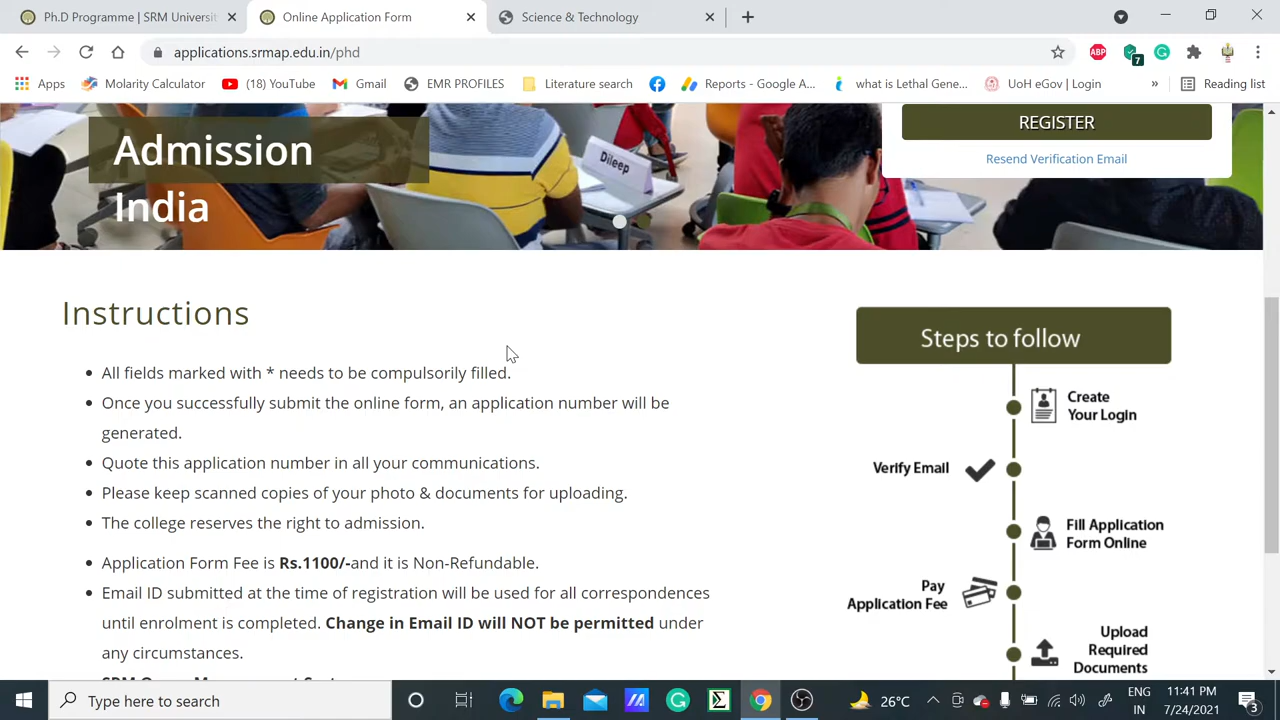 Ph.D Programme | SRM Universit
Online Application Form
Science & Technology
applications.srmap.edu.in/phd
ABP
7
Apps
Molarity Calculator
(18) YouTube
Gmail
EMR PROFILES
Literature search
Reports - Google A...
what is Lethal Gene...
UoH eGov | Login
»
Reading list
Admission
India
Dileep
REGISTER
Resend Verification Email
Instructions
All fields marked with * needs to be compulsorily filled.
Once you successfully submit the online form, an application number will be
generated.
Quote this application number in all your communications.
Please keep scanned copies of your photo & documents for uploading.
The college reserves the right to admission.
Application Form Fee is Rs.1100/-and it is Non-Refundable.
Email ID submitted at the time of registration will be used for all correspondences
until enrolment is completed. Change in Email ID will NOT be permitted under
any circumstances.
Steps to follow
Create
Your Login
Verify Email
Fill Application
Form Online
Pay
Application Fee
Upload
Required
Documents
Type here to search
26°C
ENG
IN
11:41 PM
7/24/2021
3